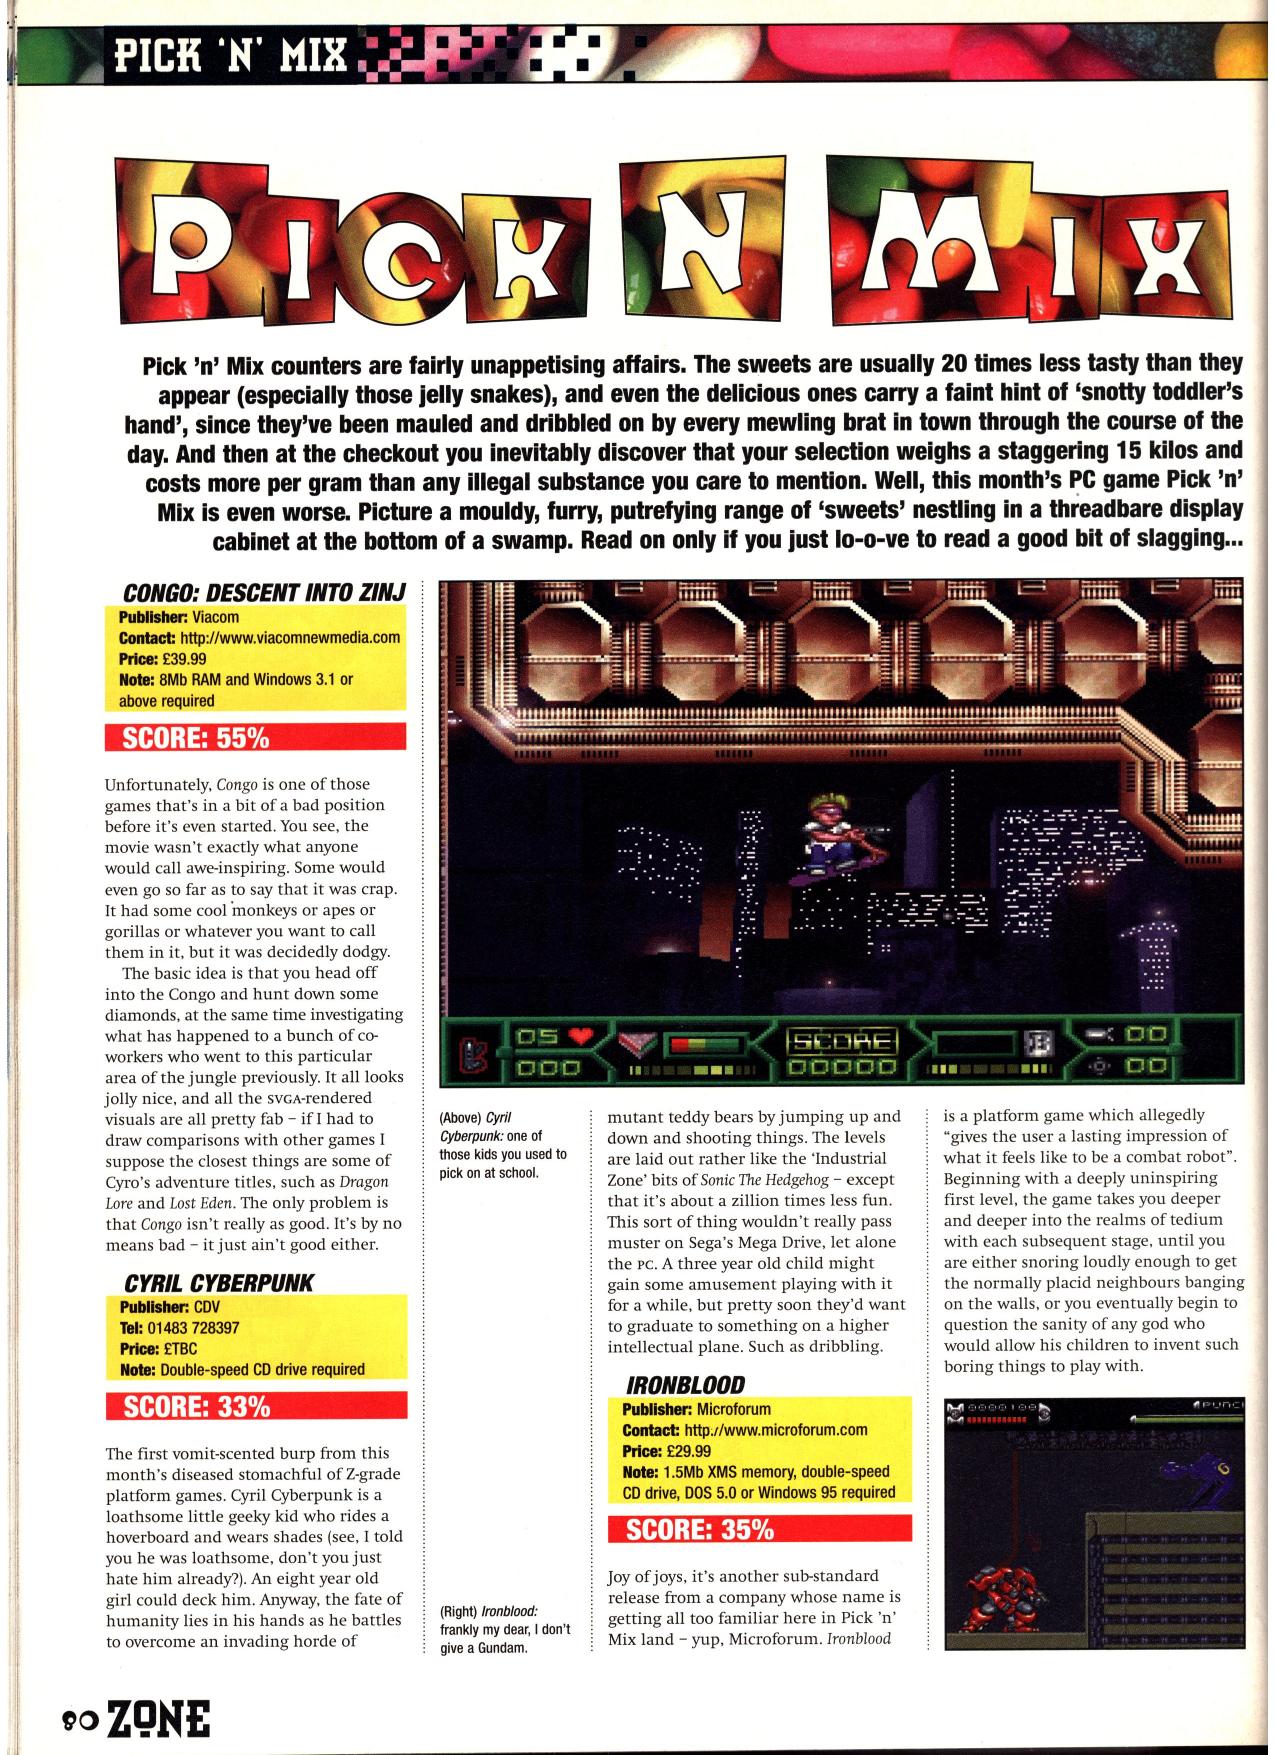 PICK 'N' MIX
PICK N MIX
Pick 'n' Mix counters are fairly unappetising affairs. The sweets are usually 20 times less tasty than they
appear (especially those jelly snakes), and even the delicious ones carry a faint hint of 'snotty toddler's
hand', since they've been mauled and dribbled on by every mewling brat in town through the course of the
day. And then at the checkout you inevitably discover that your selection weighs a staggering 15 kilos and
costs more per gram than any illegal substance you care to mention. Well, this month's PC game Pick 'n'
Mix is even worse. Picture a mouldy, furry, putrefying range of 'sweets' nestling in a threadbare display
cabinet at the bottom of a swamp. Read on only if you just lo-o-ve to read a good bit of slagging...
CONGO: DESCENT INTO ZINJ
Publisher: Viacom
Contact: http://www.viacomnewmedia.com
Price: £39.99
Note: 8Mb RAM and Windows 3.1 or
above required
SCORE: 55%
Unfortunately, Congo is one of those
games that's in a bit of a bad position
before it's even started. You see, the
movie wasn't exactly what anyone
would call awe-inspiring. Some would
even go so far as to say that it was crap.
It had some cool monkeys or apes or
gorillas or whatever you want to call
them in it, but it was decidedly dodgy.
The basic idea is that you head off
into the Congo and hunt down some
diamonds, at the same time investigating
what has happened to a bunch of co-
workers who went to this particular
area of the jungle previously. It all looks
jolly nice, and all the SVGA-rendered
visuals are all pretty fab – if I had to
draw comparisons with other games I
suppose the closest things are some of
Cyro's adventure titles, such as Dragon
Lore and Lost Eden. The only problem is
that Congo isn't really as good. It's by no
means bad – it just ain't good either.
CYRIL CYBERPUNK
Publisher: CDV
Tel: 01483 728397
Price: £TBC
Note: Double-speed CD drive required
SCORE: 33%
The first vomit-scented burp from this
month's diseased stomachful of Z-grade
platform games. Cyril Cyberpunk is a
loathsome little geeky kid who rides a
hoverboard and wears shades (see, I told
you he was loathsome, don't you just
hate him already?). An eight year old
girl could deck him. Anyway, the fate of
humanity lies in his hands as he battles
to overcome an invading horde of
05
000
SCORE
00000
00
00
(Above) Cyril
Cyberpunk: one of
those kids you used to
pick on at school.
(Right) Ironblood:
frankly my dear, I don't
give a Gundam.
mutant teddy bears by jumping up and
down and shooting things. The levels
are laid out rather like the 'Industrial
Zone' bits of Sonic The Hedgehog – except
that it's about a zillion times less fun.
This sort of thing wouldn't really pass
muster on Sega's Mega Drive, let alone
the PC. A three year old child might
gain some amusement playing with it
for a while, but pretty soon they'd want
to graduate to something on a higher
intellectual plane. Such as dribbling.
IRONBLOOD
Publisher: Microforum
Contact: http://www.microforum.com
Price: £29.99
Note: 1.5Mb XMS memory, double-speed
CD drive, DOS 5.0 or Windows 95 required
SCORE: 35%
Joy of joys, it's another sub-standard
release from a company whose name is
getting all too familiar here in Pick 'n'
Mix land – yup, Microforum. Ironblood
is a platform game which allegedly
"gives the user a lasting impression of
what it feels like to be a combat robot".
Beginning with a deeply uninspiring
first level, the game takes you deeper
and deeper into the realms of tedium
with each subsequent stage, until you
are either snoring loudly enough to get
the normally placid neighbours banging
on the walls, or you eventually begin to
question the sanity of any god who
would allow his children to invent such
boring things to play with.
0000100
PUNCH
80 ZONE